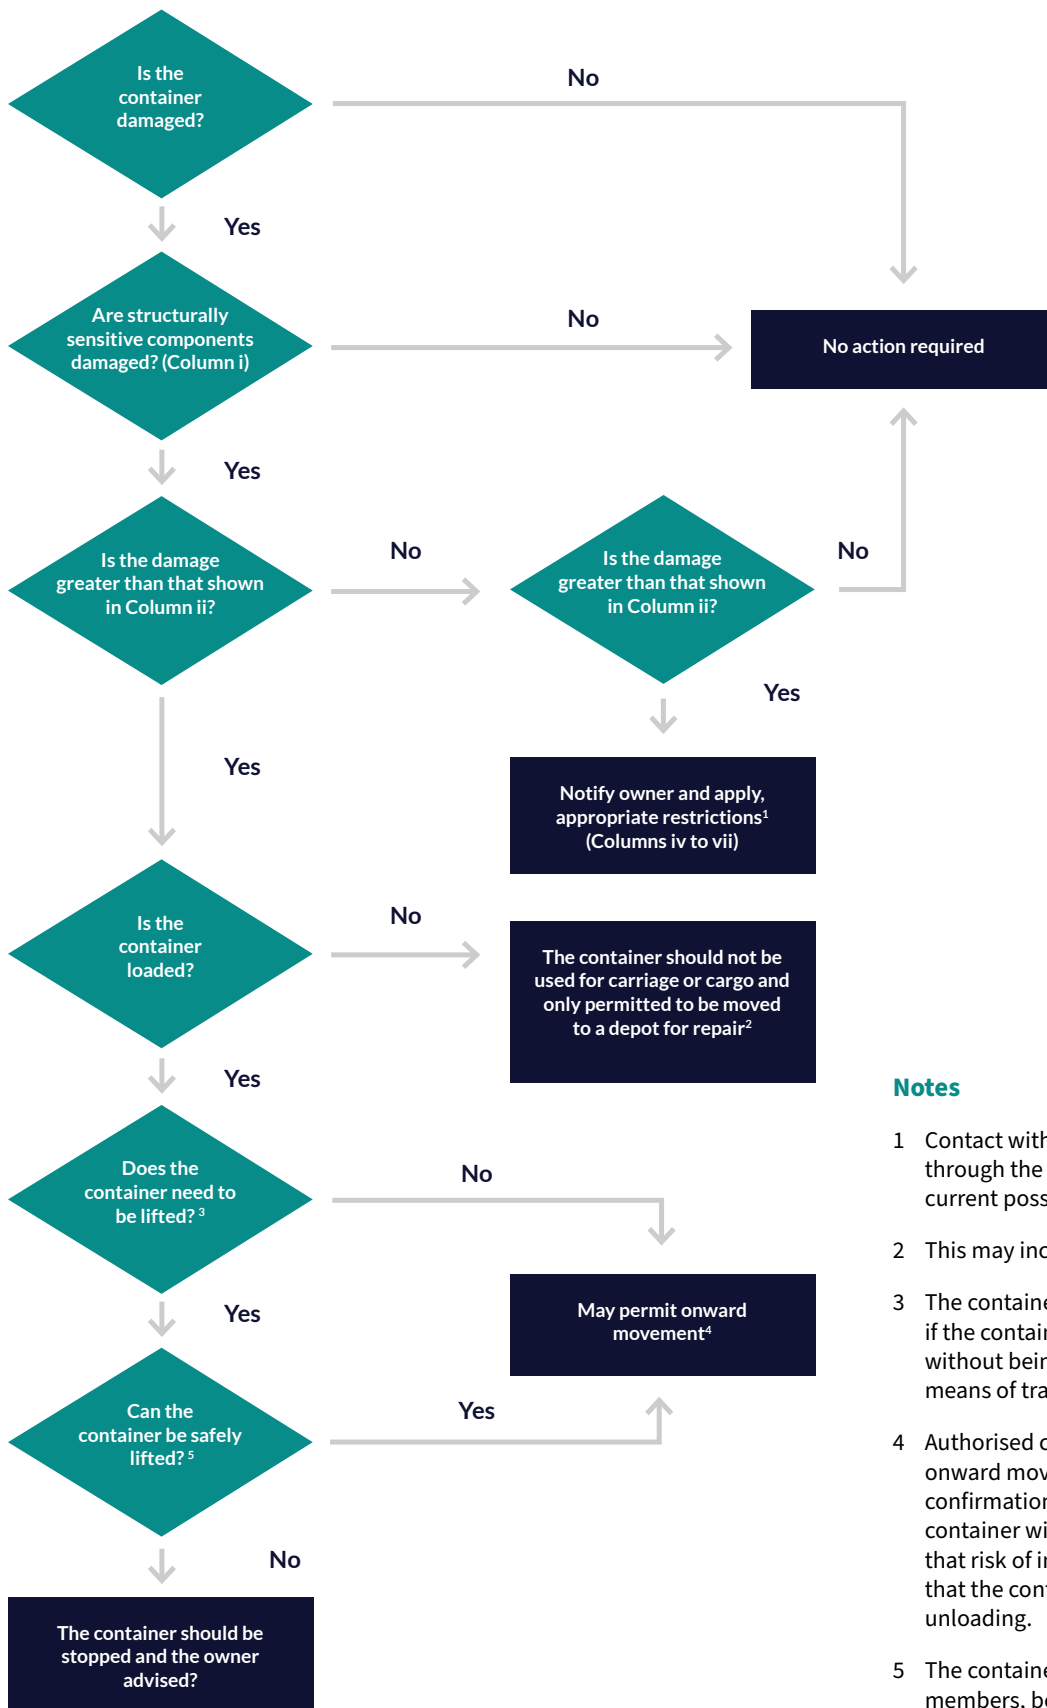 Is the
container
damaged?
No
Yes
Are structurally
sensitive components
damaged? (Column i)
No
No action required
Yes
Is the damage
greater than that shown
in Column ii?
No
Is the damage
greater than that shown
in Column ii?
No
Yes
Yes
Notify owner and apply,
appropriate restrictions¹
(Columns iv to vii)
Is the
container
loaded?
No
The container should not be
used for carriage or cargo and
only permitted to be moved
to a depot for repair²
Yes
Does the
container need to
be lifted? ³
No
May permit onward
movement⁴
Yes
Can the
container be safely
lifted? ⁵
Yes
No
The container should be
stopped and the owner
advised?
Notes
1 Contact with
through the
current poss
2 This may inc
3 The containe
if the contain
without bein
means of tra
4 Authorised o
onward mov
confirmation
container wi
that risk of i
that the cont
unloading.
5 The containe
members, be